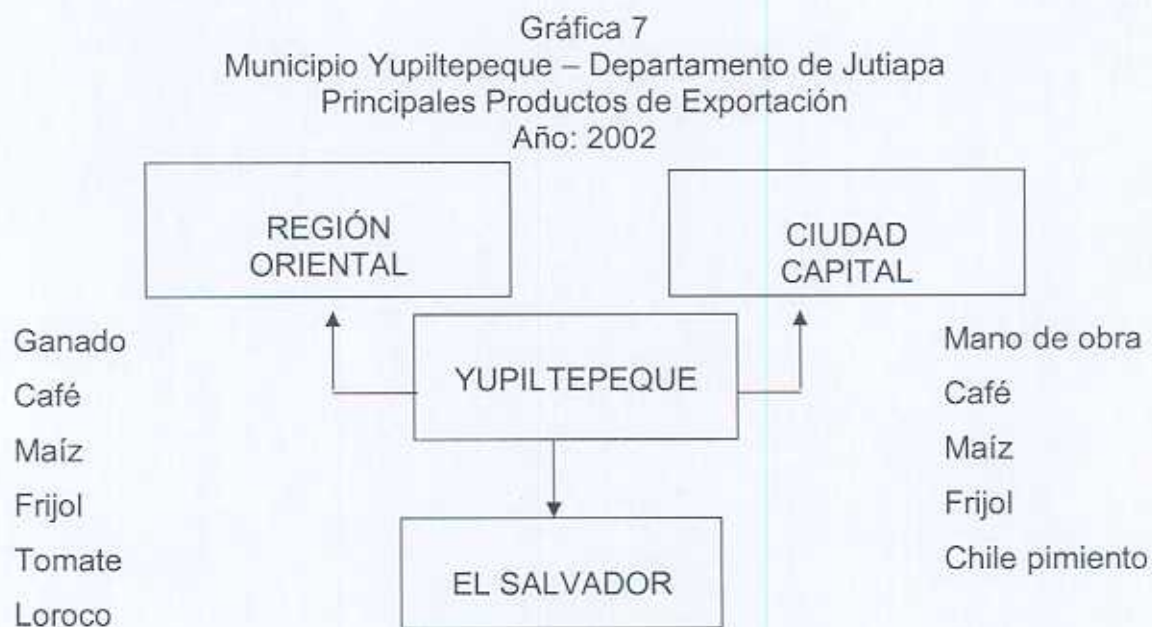 Gráfica 7
Municipio Yupiltepeque – Departamento de Jutiapa
Principales Productos de Exportación
Año: 2002
REGIÓN
ORIENTAL
CIUDAD
CAPITAL
YUPILTEPEQUE
EL SALVADOR
Ganado
Café
Maíz
Frijol
Tomate
Loroco
Mano de obra
Café
Maíz
Frijol
Chile pimiento